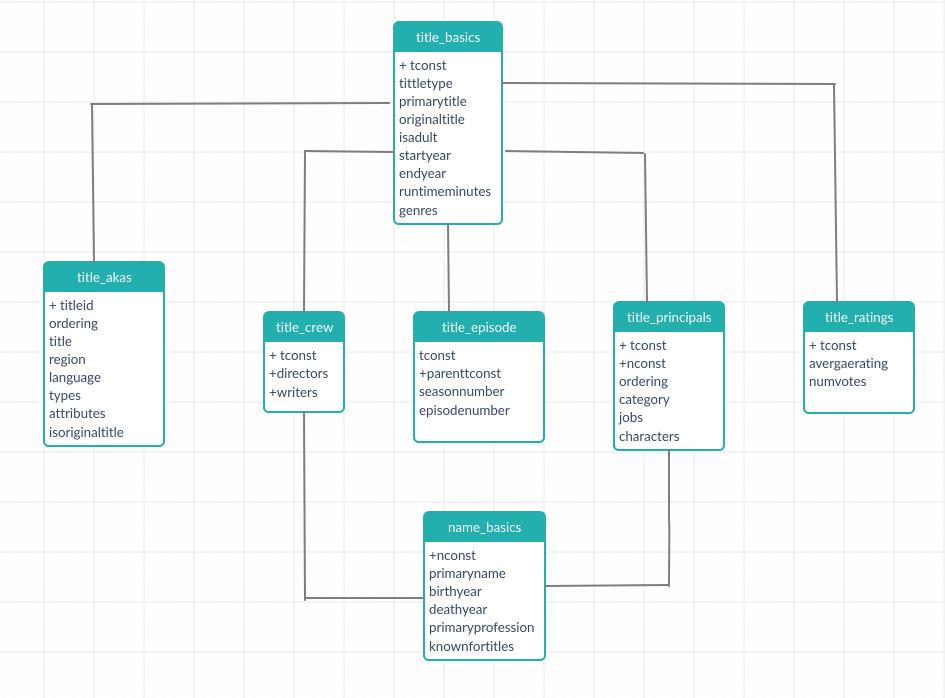 title_basics
+ tconst
tittletype
primarytitle
originaltitle
isadult
startyear
endyear
runtimeminutes
genres
title_akas
+ titleid
ordering
title
region
language
types
attributes
isoriginaltitle
title_crew
+ tconst
+directors
+writers
title_episode
tconst
+parenttconst
seasonnumber
episodenumber
title_principals
+ tconst
+nconst
ordering
category
jobs
characters
title_ratings
+ tconst
avergaerating
numvotes
name_basics
+nconst
primaryname
birthyear
deathyear
primaryprofession
knownfortitles